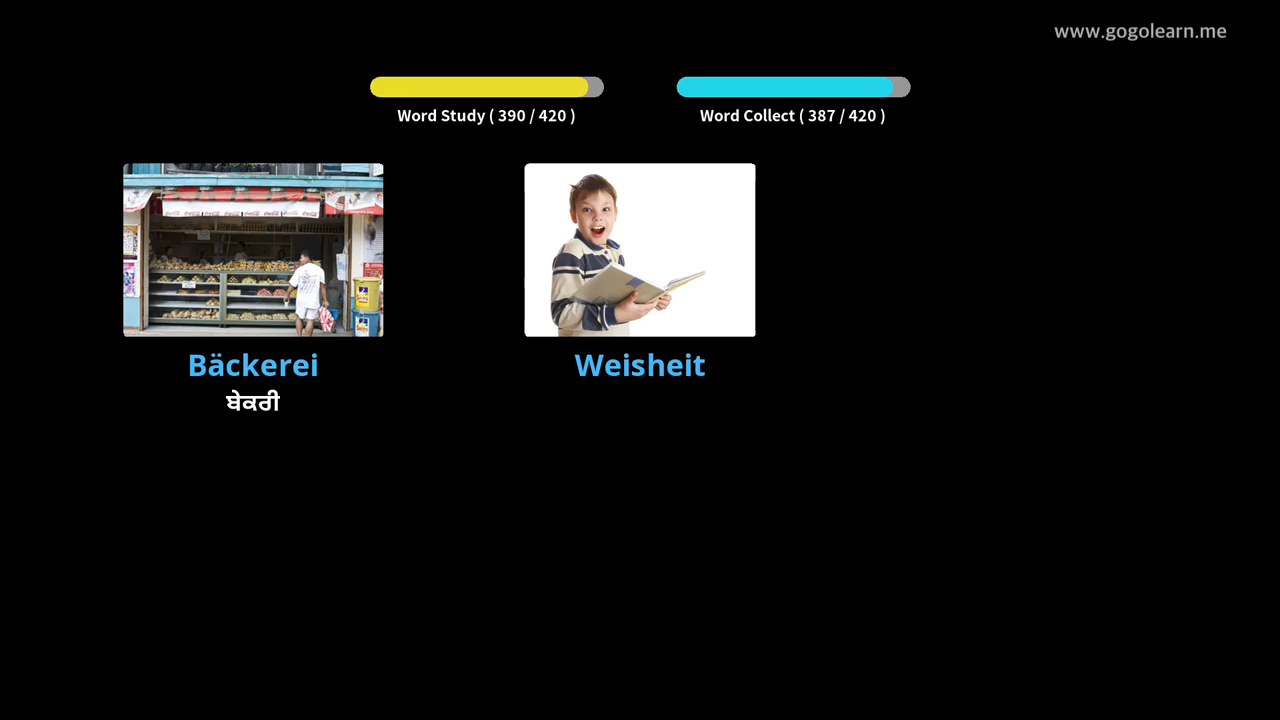 www.gogolearn.me
Word Study ( 390 / 420 )
Word Collect ( 387 / 420 )
Bäckerei
Weisheit
ਬੇਕਰੀ